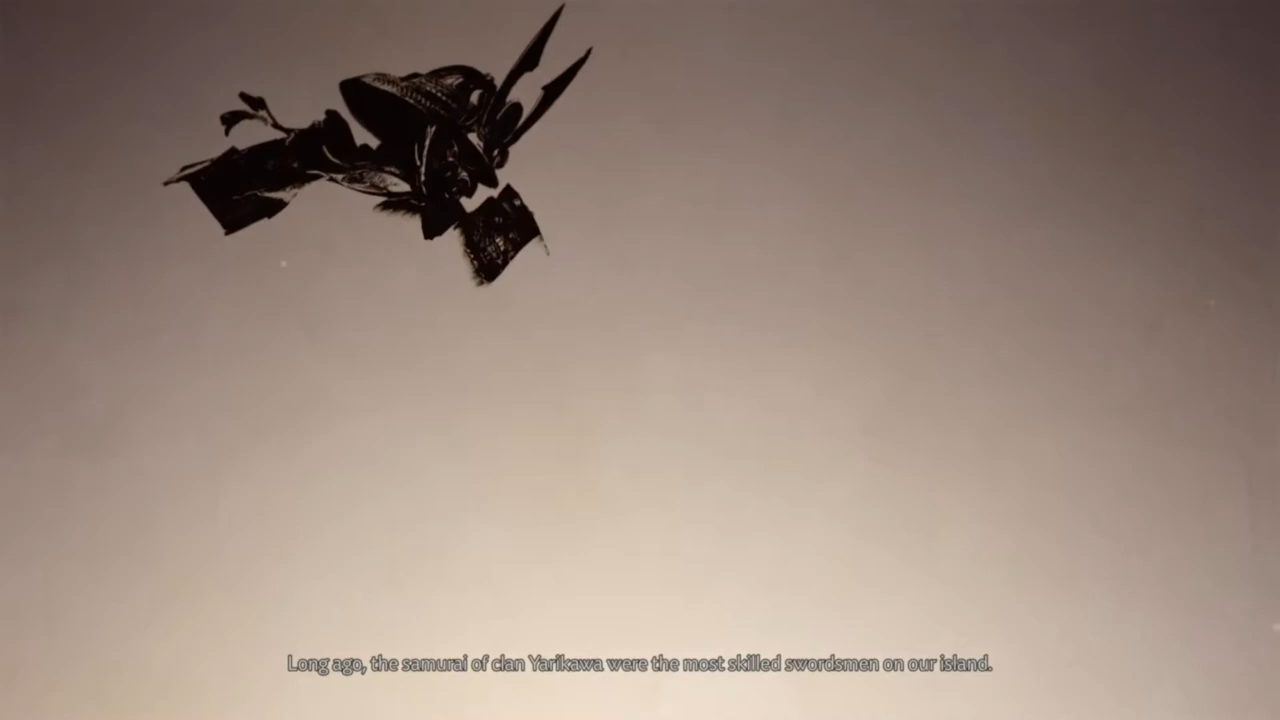 Long ago, the samurai of clan Yarikawa were the most skilled swordsmen on our island.